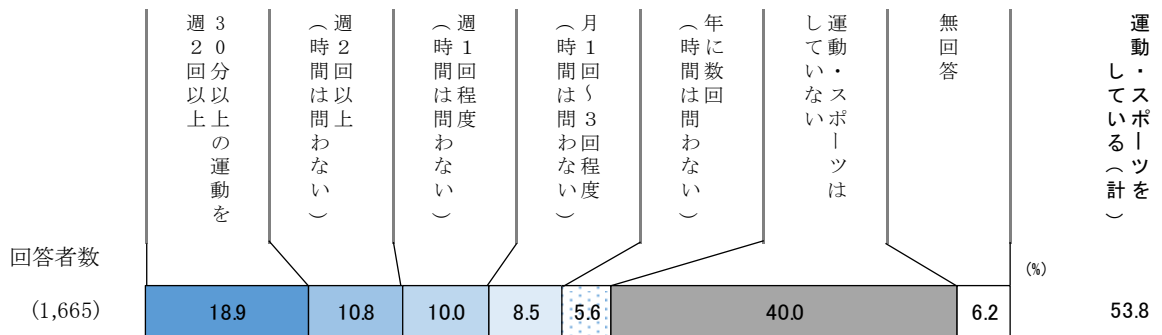 30分以上の運動を
週2回以上
週2回以上
（時間は問わない）
週1回程度
（時間は問わない）
月1回～3回程度
（時間は問わない）
年に数回
（時間は問わない）
運動・スポーツは
していない
無回答
運動・スポーツを
している（計）
回答者数
(%)
(1,665)
18.9
10.8
10.0
8.5
5.6
40.0
6.2
53.8